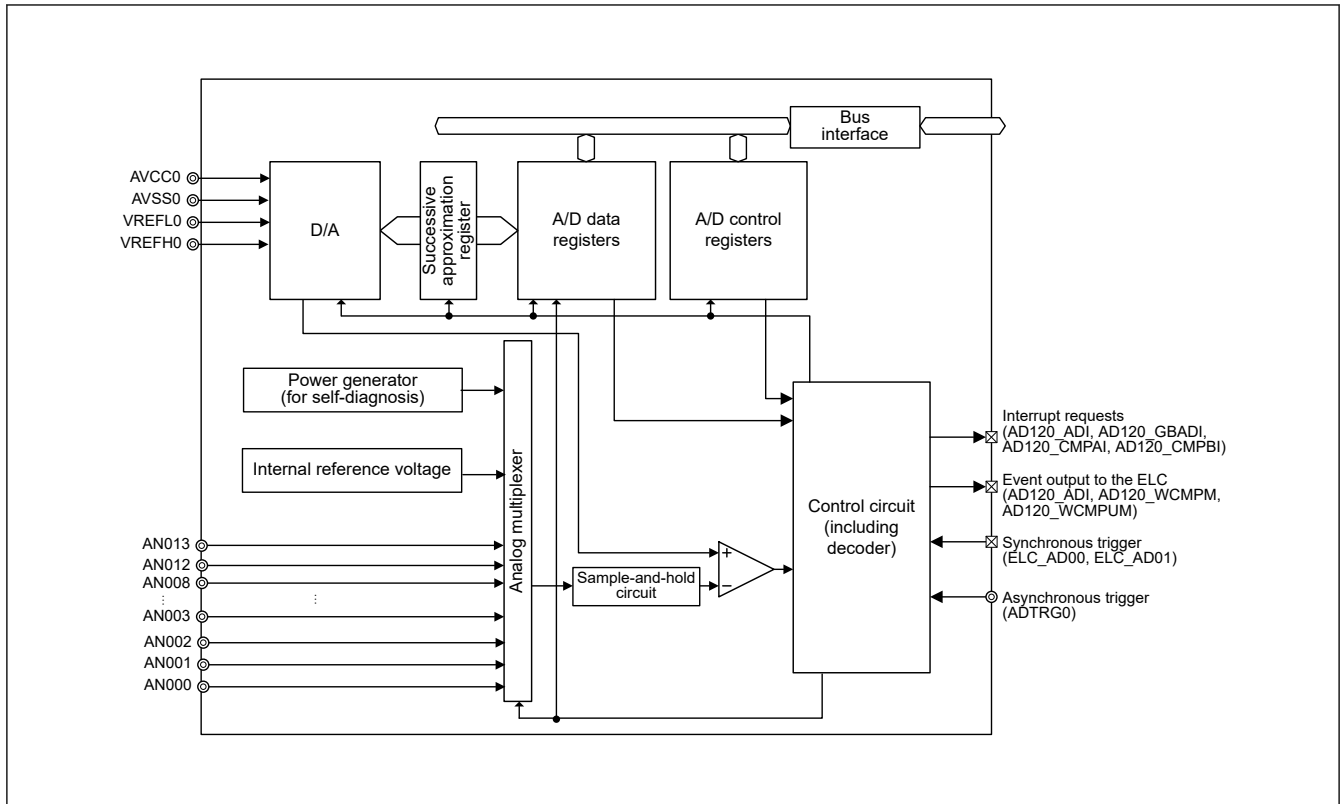 Bus
interface
AVCC0
AVSS0
VREFL0
VREFH0
D/A
Successive
approximation
register
A/D data
registers
A/D control
registers
Power generator
(for self-diagnosis)
Internal reference voltage
Analog multiplexer
AN013
AN012
AN008
AN003
AN002
AN001
AN000
Sample-and-hold
circuit
+
−
Control circuit
(including
decoder)
Interrupt requests
(AD120_ADI, AD120_GBADI,
AD120_CMPAI, AD120_CMPBI)
Event output to the ELC
(AD120_ADI, AD120_WCMPM,
AD120_WCMPUM)
Synchronous trigger
(ELC_AD00, ELC_AD01)
Asynchronous trigger
(ADTRG0)